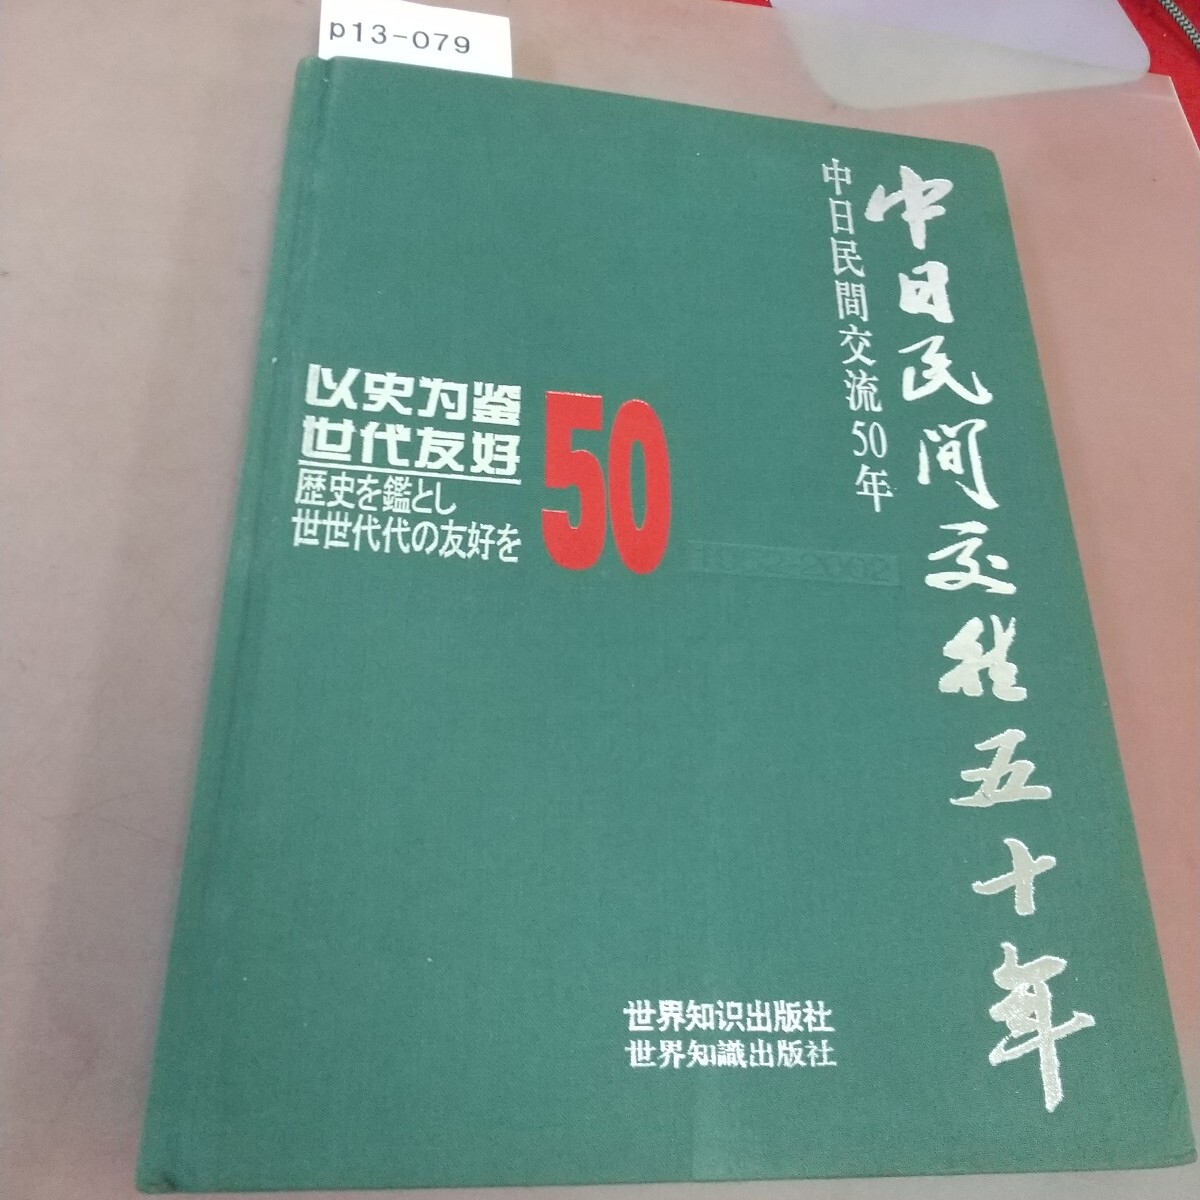 p13-079
中日民间交往五十年
中日民間交流50年
以史为鉴
世代友好
歴史を鑑とし
世世代代の友好を
50
1952-2002
世界知识出版社
世界知識出版社